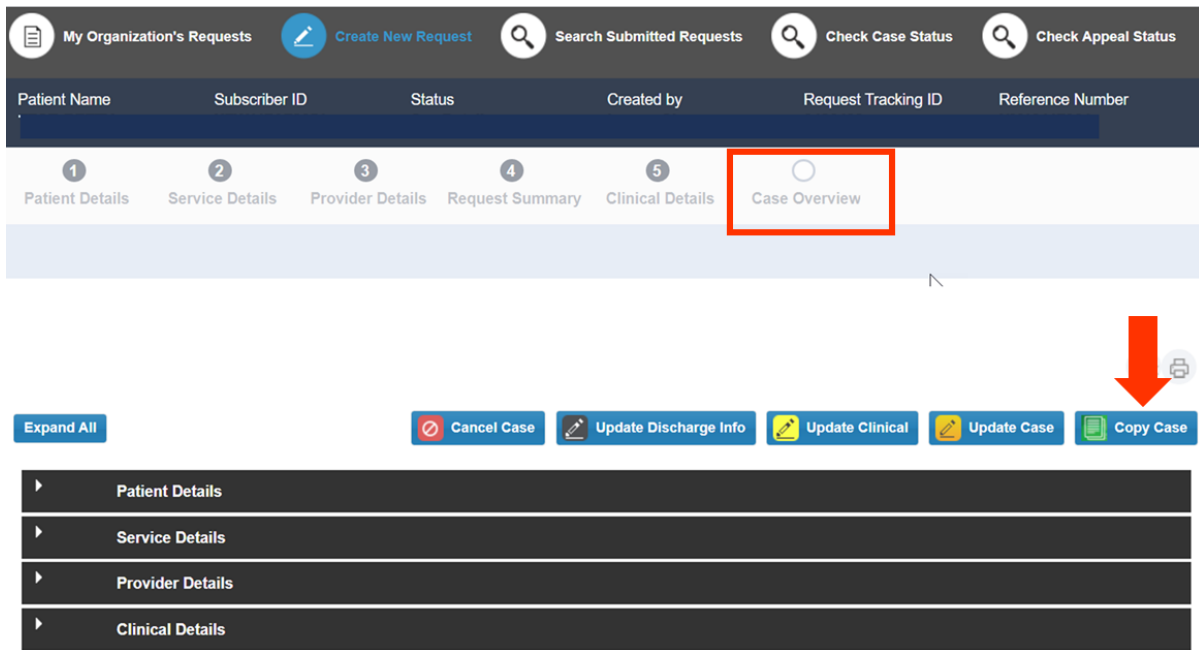 My Organization's Requests Create New Request Search Submitted Requests Check Case Status Check Appeal Status
Patient Name Subscriber ID Status Created by Request Tracking ID Reference Number
1 2 3 4 5
Patient Details Service Details Provider Details Request Summary Clinical Details Case Overview
Expand All Cancel Case Update Discharge Info Update Clinical Update Case Copy Case
Patient Details
Service Details
Provider Details
Clinical Details